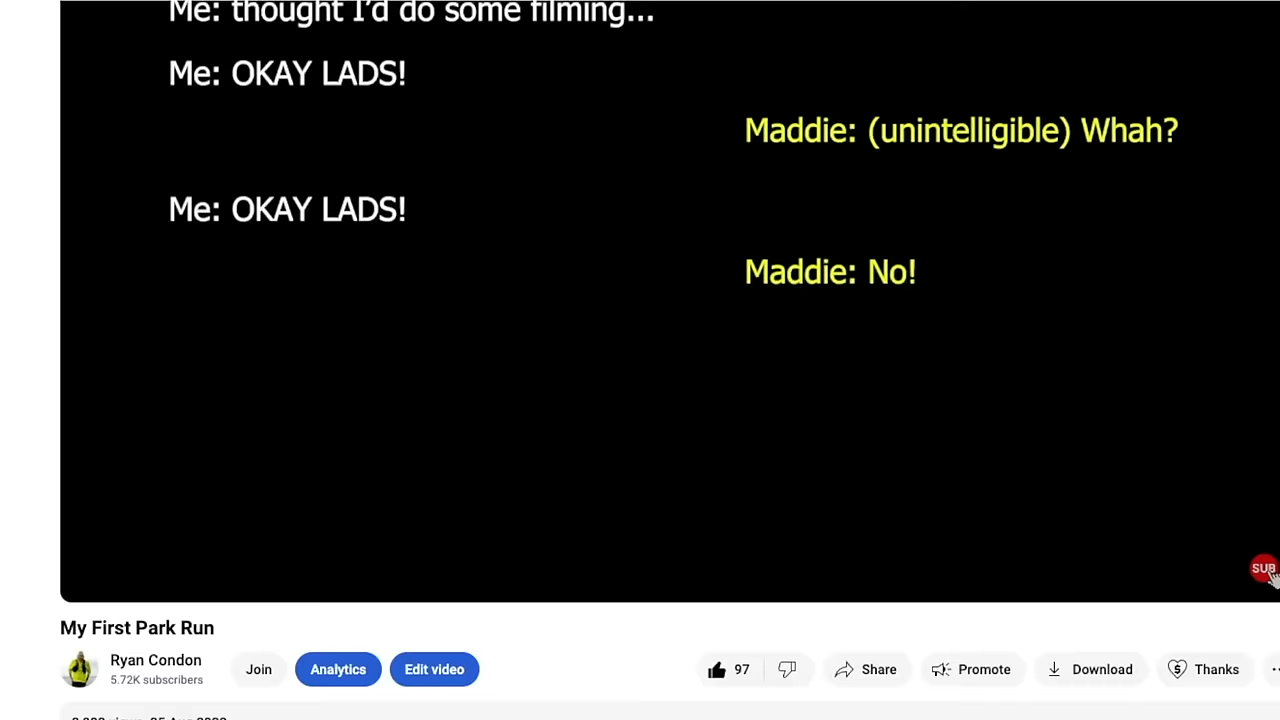 Me: thought I'd do some filming...
Me: OKAY LADS!
Maddie: (unintelligible) Whah?
Me: OKAY LADS!
Maddie: No!
SUB
My First Park Run
Ryan Condon
5.72K subscribers
Join
Analytics
Edit video
97
Share
Promote
Download
Thanks